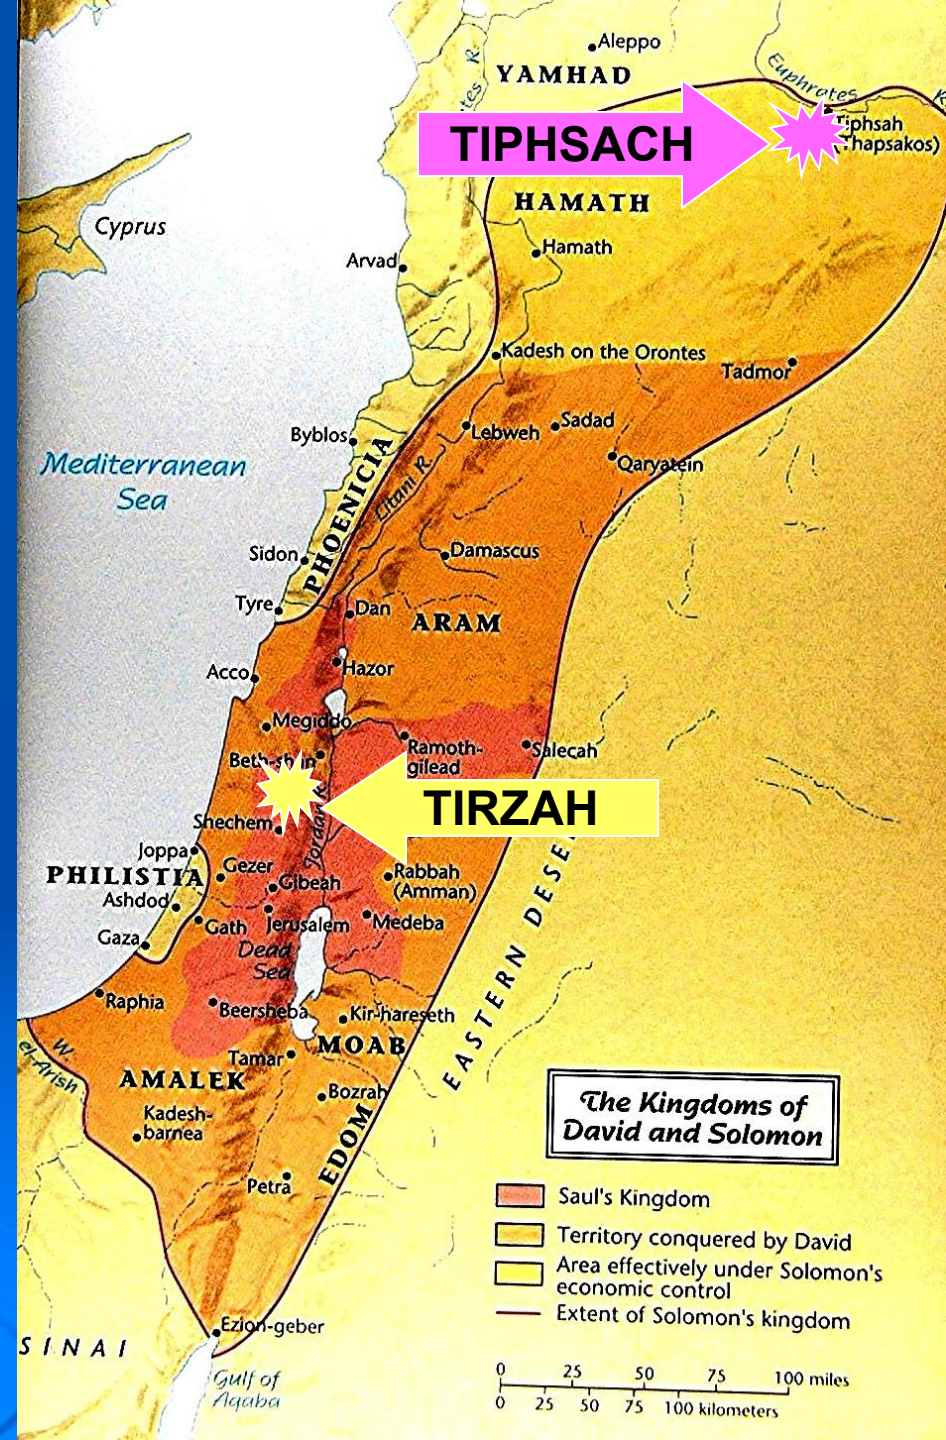 Aleppo
YAMHAD
Euphrates R
tes R
TIPHSACH
Tiphsah
Thapsakos)
HAMATH
Cyprus
Hamath
Arvad
Kadesh on the Orontes
Tadmor
Byblos
Lebweh
Sadad
Mediterranean
Sea
Qaryatein
PHOENICIA
Litani R.
Sidon
Damascus
Tyre
Dan
ARAM
Acco
Hazor
Megiddo
Ramoth-
gilead
Salecah
Beth-shan
TIRZAH
Jordan R
Shechem
Joppa
PHILISTIA
Gezer
Gibeah
Rabbah
(Amman)
Ashdod
Gath
Jerusalem
Medeba
Gaza
Dead
Sea
EASTERN DESE
Raphia
Beersheba
Kir-hareseth
W.
el-Arish
Tamar
MOAB
AMALEK
Bozrah
Kadesh-
barnea
EDOM
Petra
The Kingdoms of
David and Solomon
Saul's Kingdom
Territory conquered by David
Area effectively under Solomon's
economic control
Extent of Solomon's kingdom
Ezion-geber
SINAI
Gulf of
Aqaba
0 25 50 75 100 miles
0 25 50 75 100 kilometers